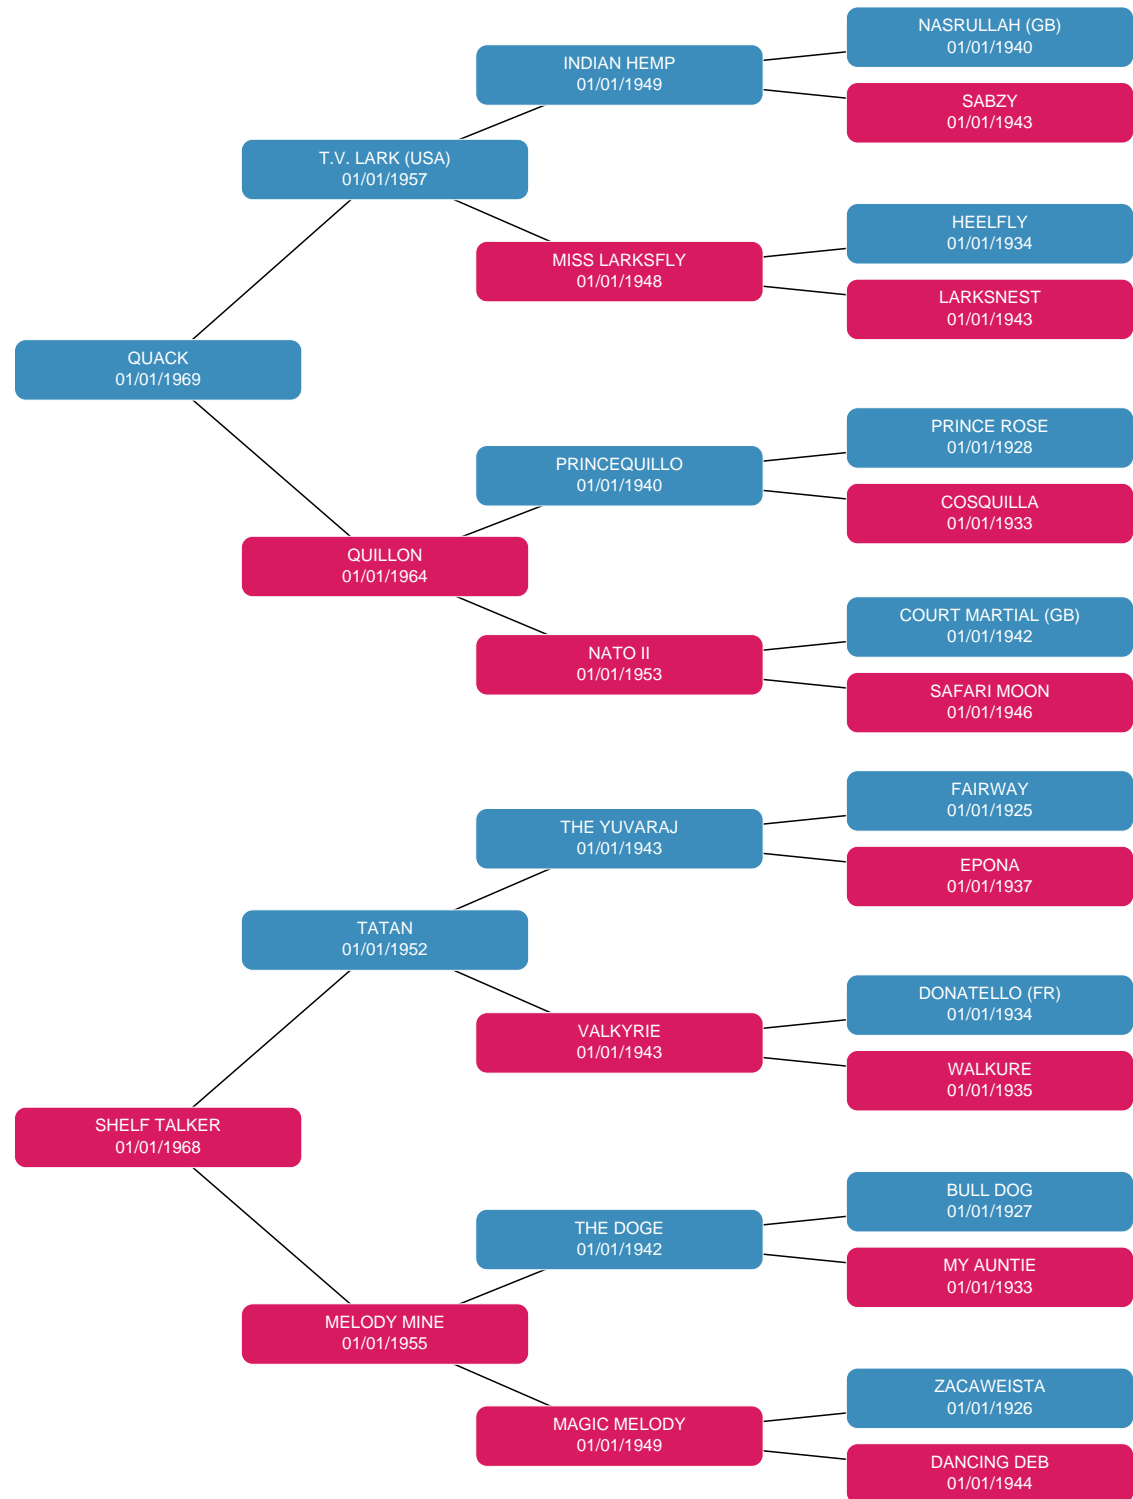 NASRULLAH (GB)
01/01/1940
INDIAN HEMP
01/01/1949
SABZY
01/01/1943
T.V. LARK (USA)
01/01/1957
HEELFLY
01/01/1934
MISS LARKSFLY
01/01/1948
LARKSNEST
01/01/1943
QUACK
01/01/1969
PRINCE ROSE
01/01/1928
PRINCEQUILLO
01/01/1940
COSQUILLA
01/01/1933
QUILLON
01/01/1964
COURT MARTIAL (GB)
01/01/1942
NATO II
01/01/1953
SAFARI MOON
01/01/1946
FAIRWAY
01/01/1925
THE YUVARAJ
01/01/1943
EPONA
01/01/1937
TATAN
01/01/1952
DONATELLO (FR)
01/01/1934
VALKYRIE
01/01/1943
WALKURE
01/01/1935
SHELF TALKER
01/01/1968
BULL DOG
01/01/1927
THE DOGE
01/01/1942
MY AUNTIE
01/01/1933
MELODY MINE
01/01/1955
ZACAWEISTA
01/01/1926
MAGIC MELODY
01/01/1949
DANCING DEB
01/01/1944